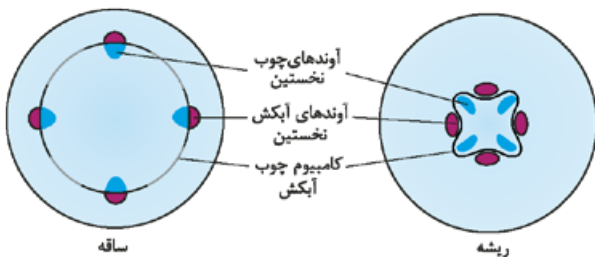 آوندهای‌چوب
نخستین
آوندهای آبکش
نخستین
کامبیوم چوب
آبکش
ریشه
ساقه